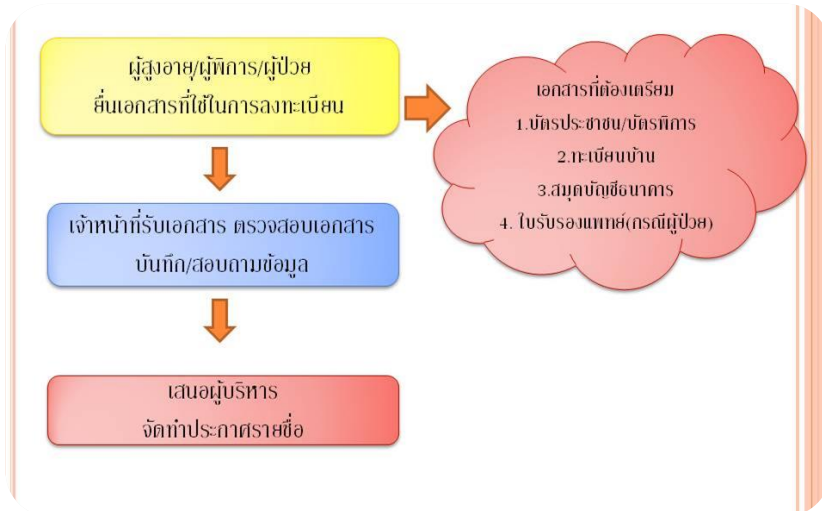 ผู้สูงอายุ/ผู้พิการ/ผู้ป่วย
ยื่นเอกสารที่ใช้ในการลงทะเบียน
เอกสารที่ต้องเตรียม
1.บัตรประชาชน/บัตรพิการ
2.ทะเบียนบ้าน
3.สมุดบัญชีธนาคาร
4. ใบรับรองแพทย์(กรณีผู้ป่วย)
เจ้าหน้าที่รับเอกสาร ตรวจสอบเอกสาร
บันทึก/สอบถามข้อมูล
เสนอผู้บริหาร
จัดทำประกาศรายชื่อ